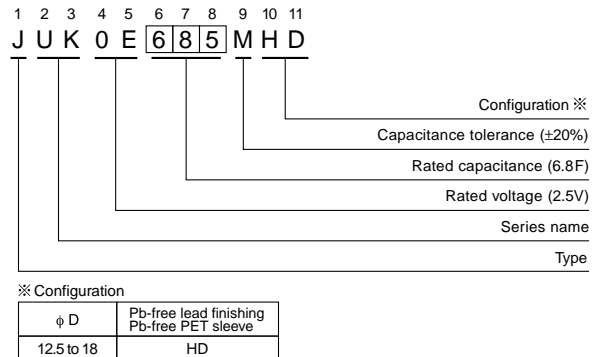 1 2 3 4 5 6 7 8 9 10 11
J U K 0 E 6 8 5 M H D
Configuration ※
Capacitance tolerance (±20%)
Rated capacitance (6.8F)
Rated voltage (2.5V)
Series name
Type
※ Configuration
ϕ D
Pb-free lead finishing
Pb-free PET sleeve
12.5 to 18
HD